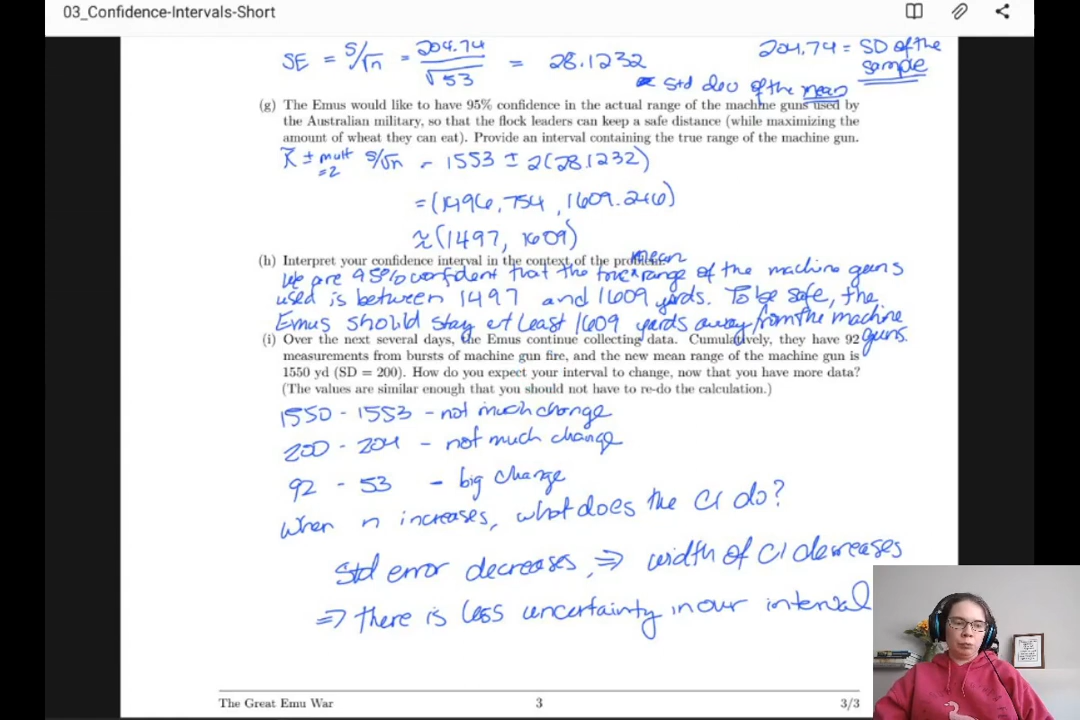 03_Confidence-Intervals-Short
SE = s/√n = 204.74/√53 = 28.1232
204.74 = SD of the sample
* Std dev of the mean
(g) The Emus would like to have 95% confidence in the actual range of the machine guns used by
the Australian military, so that the flock leaders can keep a safe distance (while maximizing the
amount of wheat they can eat). Provide an interval containing the true range of the machine gun.
x̄ ± mult s/√n = 1553 ± 2(28.1232)
=2
= (1496.754, 1609.246)
≈ (1497, 1609)
(h) Interpret your confidence interval in the context of the problem.
mean
We are 95% confident that the true range of the machine guns
used is between 1497 and 1609 yards. To be safe, the
Emus should stay at least 1609 yards away from the machine
guns.
(i) Over the next several days, the Emus continue collecting data. Cumulatively, they have 92
measurements from bursts of machine gun fire, and the new mean range of the machine gun is
1550 yd (SD = 200). How do you expect your interval to change, now that you have more data?
(The values are similar enough that you should not have to re-do the calculation.)
1550 - 1553 - not much change
200 - 204 - not much change
92 - 53 - big change
When n increases, what does the CI do?
Std error decreases, ⇒ width of CI decreases
⇒ there is less uncertainty in our interval
The Great Emu War 3 3/3